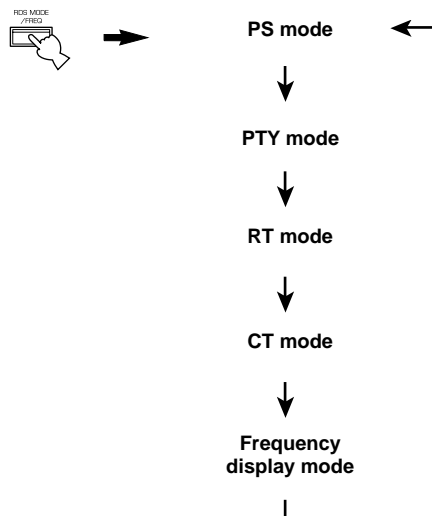 RDS MODE
/FREQ
PS mode
PTY mode
RT mode
CT mode
Frequency
display mode